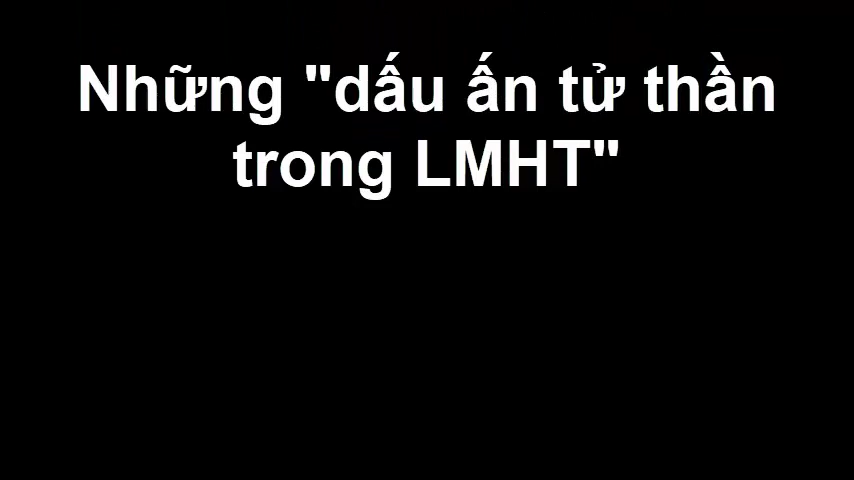 Những "dấu ấn tử thần
trong LMHT"